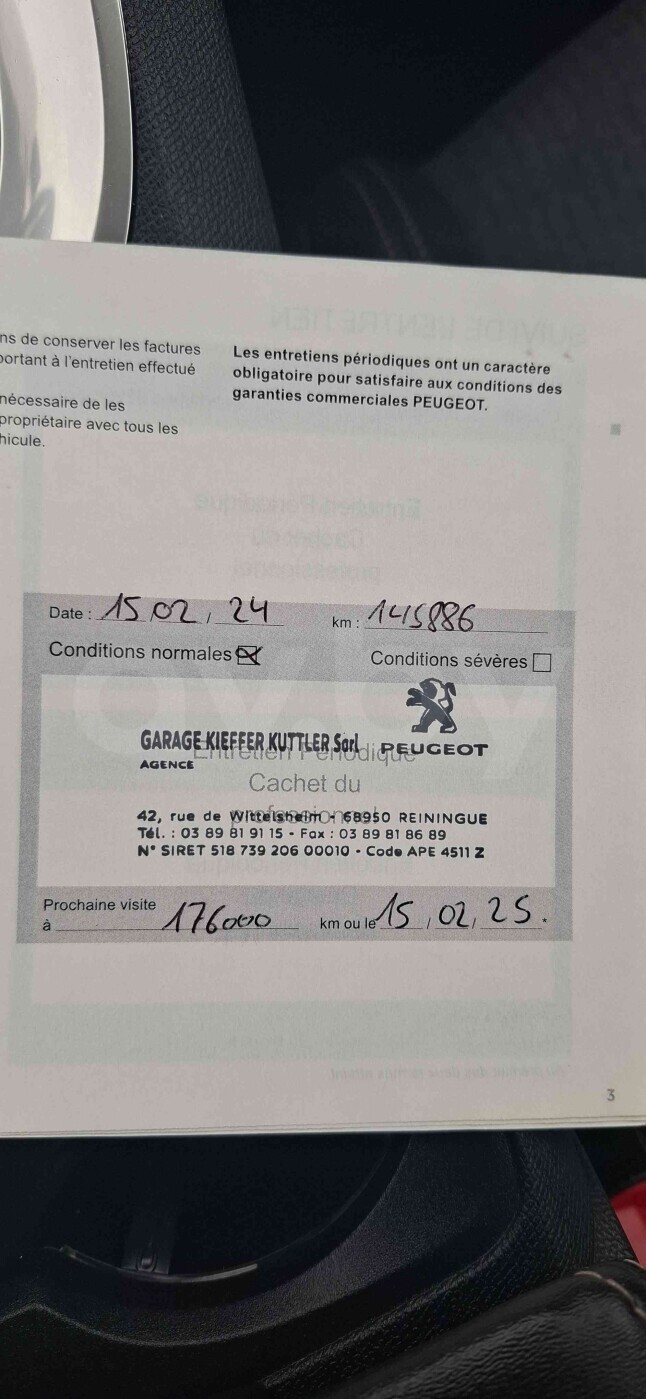 ns de conserver les factures
portant à l'entretien effectué
nécessaire de les
propriétaire avec tous les
hicule.
Les entretiens périodiques ont un caractère
obligatoire pour satisfaire aux conditions des
garanties commerciales PEUGEOT.
Date : 15 02 / 24 km : 145886
Conditions normales Conditions sévères
GARAGE KIEFFER KUTTLER Sarl PEUGEOT
Entretien Périodique
AGENCE
Cachet du
professionnel
42, rue de Wittelsheim - 68950 REININGUE
Tél. : 03 89 81 91 15 - Fax : 03 89 81 86 89
N° SIRET 518 739 206 00010 - Code APE 4511 Z
Prochaine visite
à 176000 km ou le 15 / 02 / 25 *
3